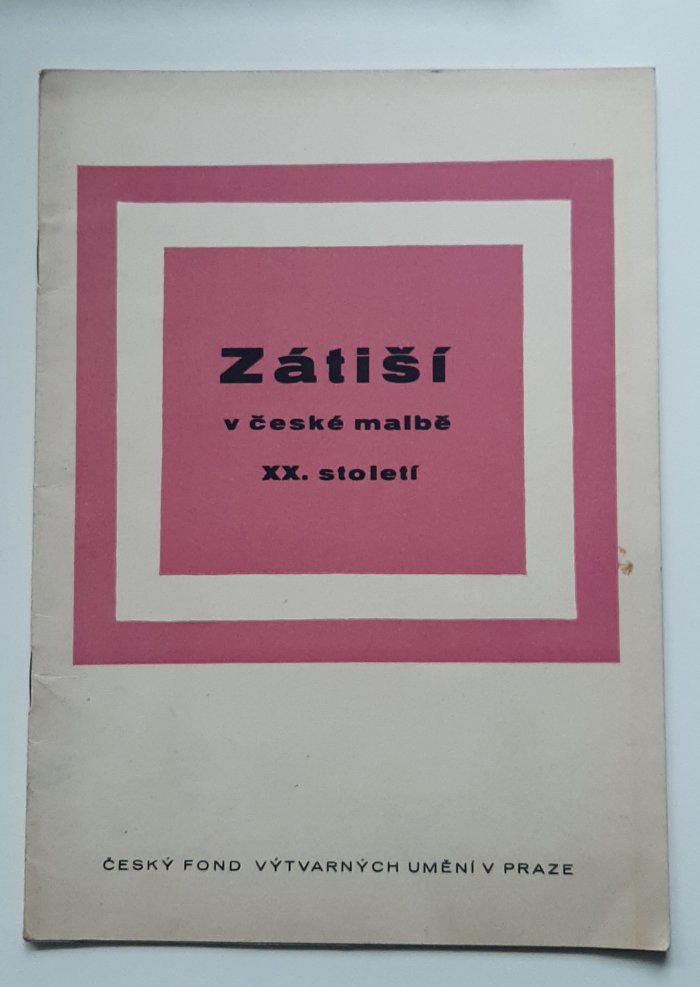 Zátiší
v české malbě
XX. století
ČESKÝ FOND VÝTVARNÝCH UMĚNÍ V PRAZE